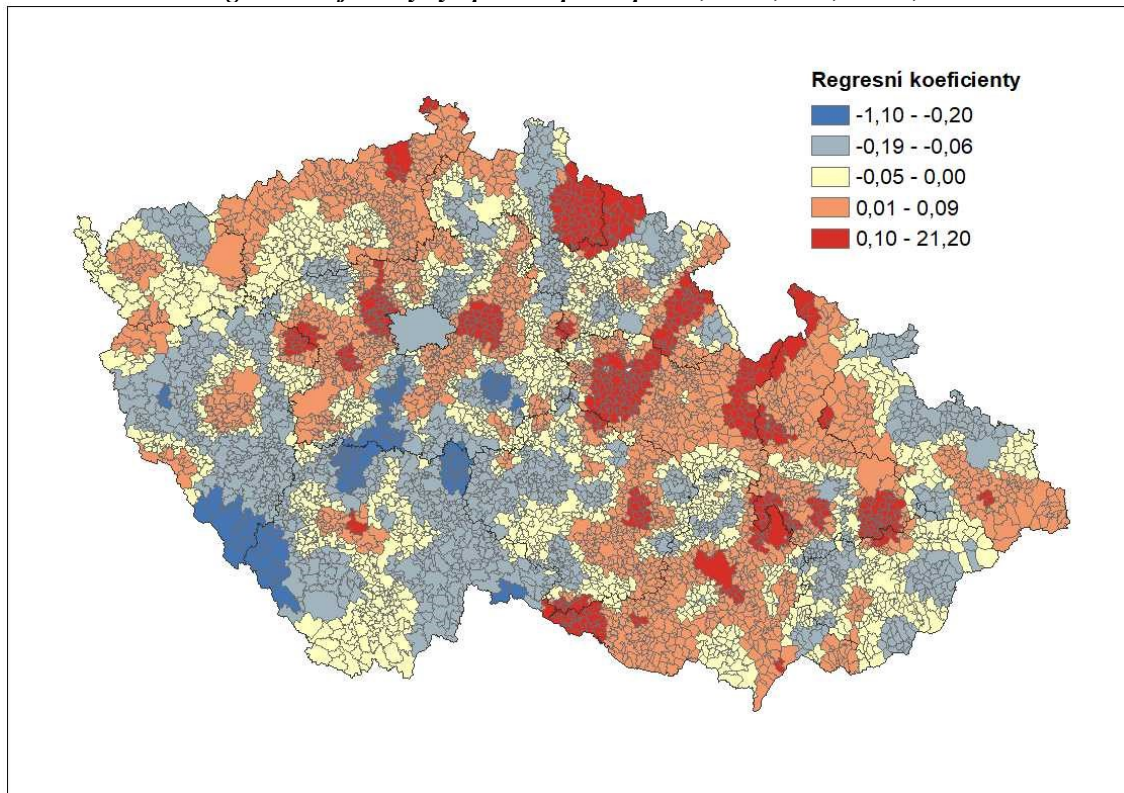 Regresní koeficienty
-1,10 - -0,20
-0,19 - -0,06
-0,05 - 0,00
0,01 - 0,09
0,10 - 21,20